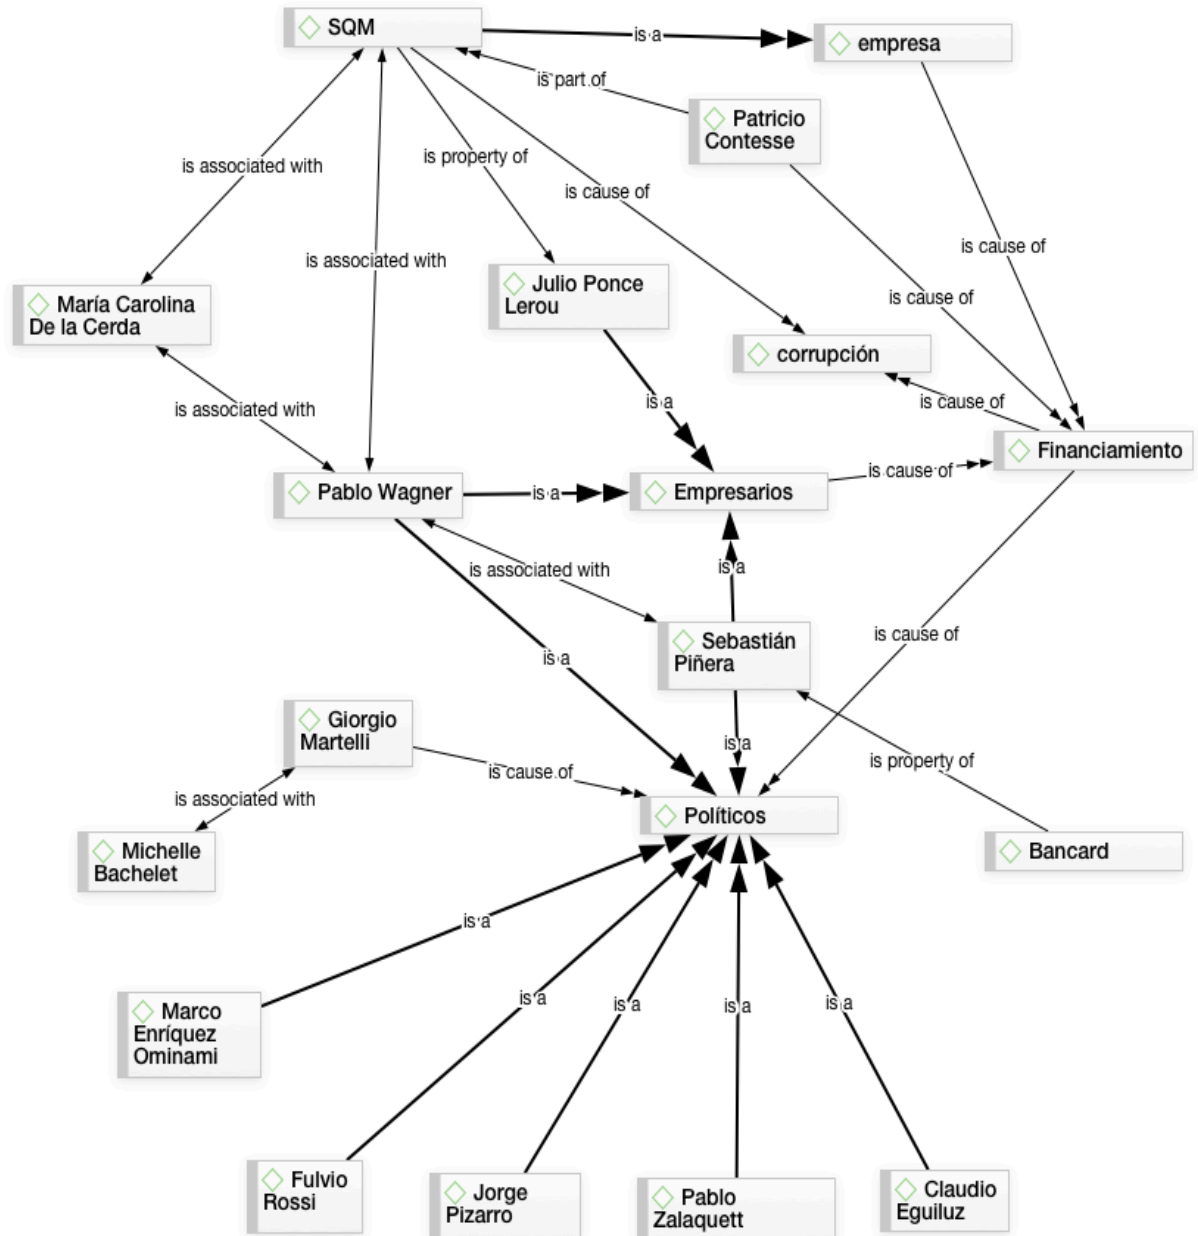 SQM
is a
empresa
is part of
Patricio
Contesse
is associated with
is property of
is cause of
is associated with
is cause of
is cause of
María Carolina
De la Cerda
Julio Ponce
Lerou
corrupción
is associated with
is a
is cause of
Financiamiento
Pablo Wagner
is a
Empresarios
is cause of
is associated with
is a
is cause of
Sebastián
Piñera
is a
Giorgio
Martelli
is a
is property of
is cause of
is associated with
Políticos
Michelle
Bachelet
Bancard
is a
Marco
Enríquez
Ominami
is a
is a
is a
is a
Fulvio
Rossi
Jorge
Pizarro
Pablo
Zalaquett
Claudio
Eguiluz